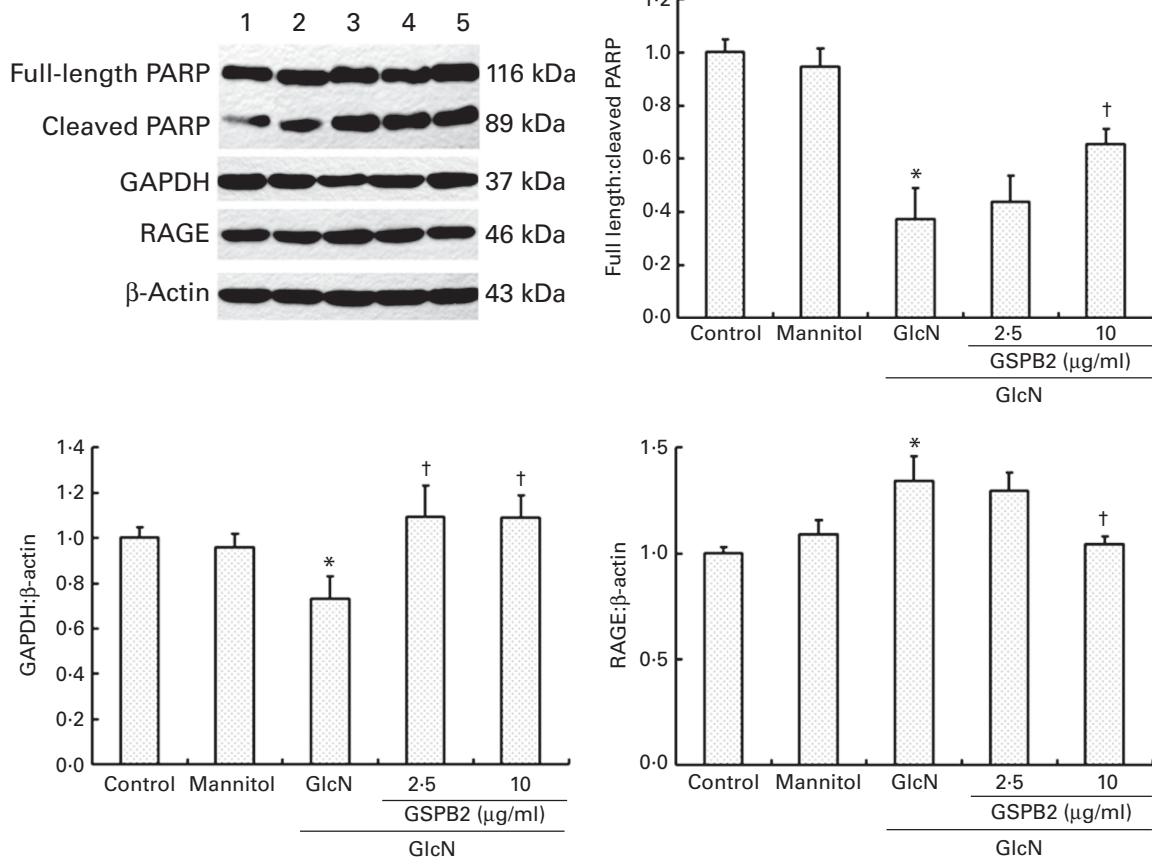 1 2 3 4 5
Full-length PARP 116 kDa
Cleaved PARP 89 kDa
GAPDH 37 kDa
RAGE 46 kDa
β-Actin 43 kDa
Full length:cleaved PARP
1·2
1·0
0·8
0·6
0·4
0·2
0·0
*
†
Control Mannitol GlcN 2·5 10
GSPB2 (μg/ml)
GlcN
GAPDH:β-actin
1·4
1·2
1·0
0·8
0·6
0·4
0·2
0·0
*
†
†
Control Mannitol GlcN 2·5 10
GSPB2 (μg/ml)
GlcN
RAGE:β-actin
1·5
1·0
0·5
0·0
*
†
Control Mannitol GlcN 2·5 10
GSPB2 (μg/ml)
GlcN